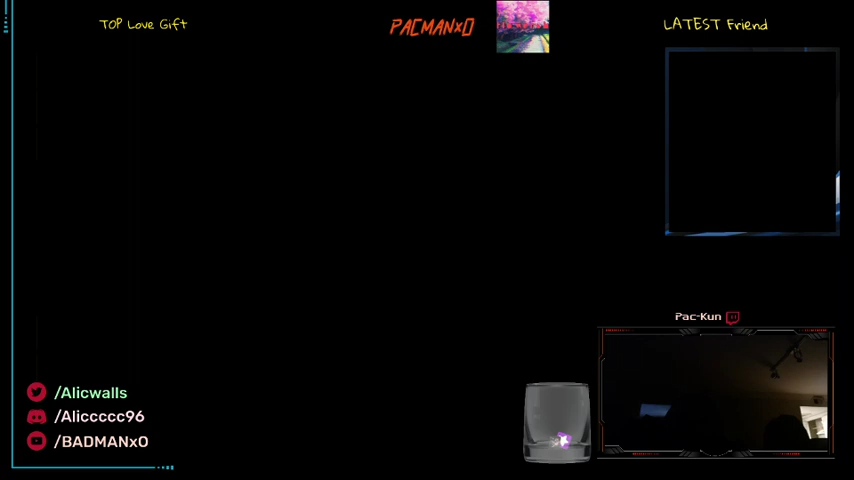 TOP Love Gift
PACMANxO
LATEST Friend
Pac-Kun
/Alicwalls
/Aliccccc96
/BADMANxO